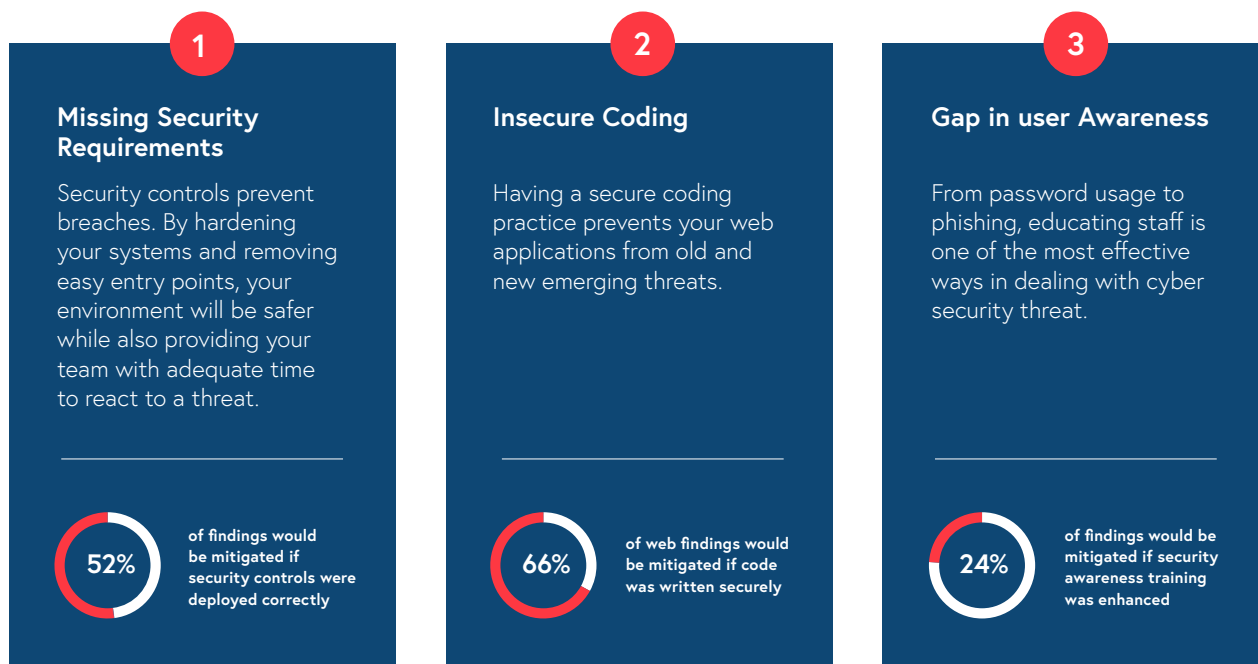 1
Missing Security
Requirements
Security controls prevent
breaches. By hardening
your systems and removing
easy entry points, your
environment will be safer
while also providing your
team with adequate time
to react to a threat.
52%
of findings would
be mitigated if
security controls were
deployed correctly
2
Insecure Coding
Having a secure coding
practice prevents your web
applications from old and
new emerging threats.
66%
of web findings would
be mitigated if code
was written securely
3
Gap in user Awareness
From password usage to
phishing, educating staff is
one of the most effective
ways in dealing with cyber
security threat.
24%
of findings would be
mitigated if security
awareness training
was enhanced